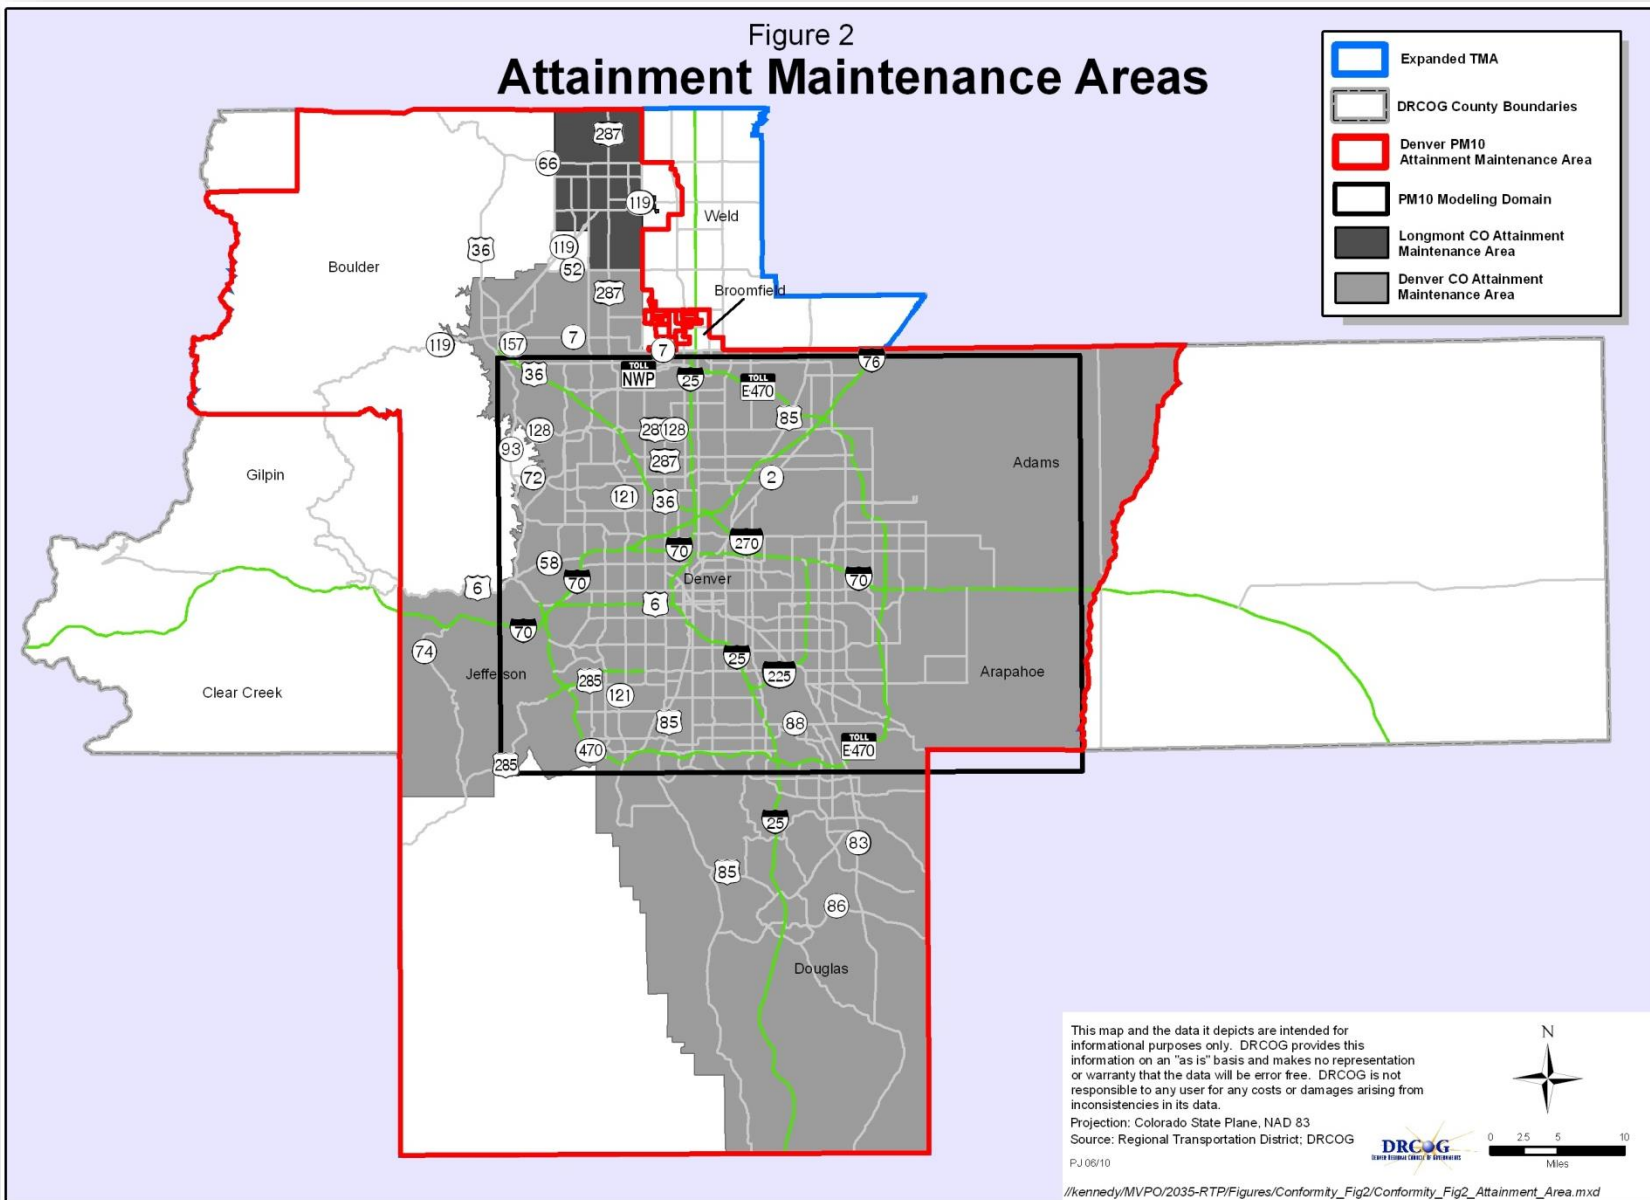 Figure 2
Attainment Maintenance Areas
Expanded TMA
DRCOG County Boundaries
Denver PM10
Attainment Maintenance Area
PM10 Modeling Domain
Longmont CO Attainment
Maintenance Area
Denver CO Attainment
Maintenance Area
287
66
119
Weld
36
119
Boulder
52
287
Broomfield
7
119
157
7
76
36
TOLL
NWP
25
TOLL
E-470
85
128
287
128
93
287
Adams
Gilpin
72
2
121
36
270
70
58
70
Denver
70
6
6
70
74
25
Jefferson
285
225
Arapahoe
Clear Creek
121
85
88
TOLL
E-470
470
285
25
83
85
86
Douglas
This map and the data it depicts are intended for
informational purposes only. DRCOG provides this
information on an "as is" basis and makes no representation
or warranty that the data will be error free. DRCOG is not
responsible to any user for any costs or damages arising from
inconsistencies in its data.
Projection: Colorado State Plane, NAD 83
Source: Regional Transportation District; DRCOG
PJ 06/10
N
DRCOG
DENVER REGIONAL COUNCIL OF GOVERNMENTS
0 2.5 5 10
Miles
//kennedy/MVPO/2035-RTP/Figures/Conformity_Fig2/Conformity_Fig2_Attainment_Area.mxd